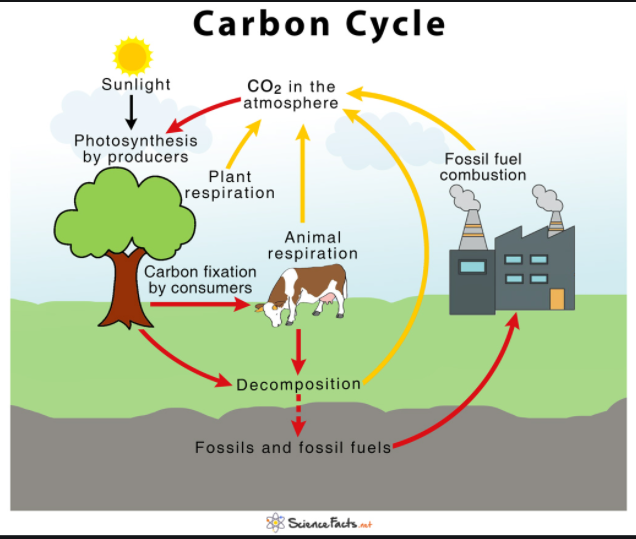 Carbon Cycle
Sunlight
CO₂ in the
atmosphere
Photosynthesis
by producers
Plant
respiration
Fossil fuel
combustion
Animal
respiration
Carbon fixation
by consumers
Decomposition
Fossils and fossil fuels
ScienceFacts.net